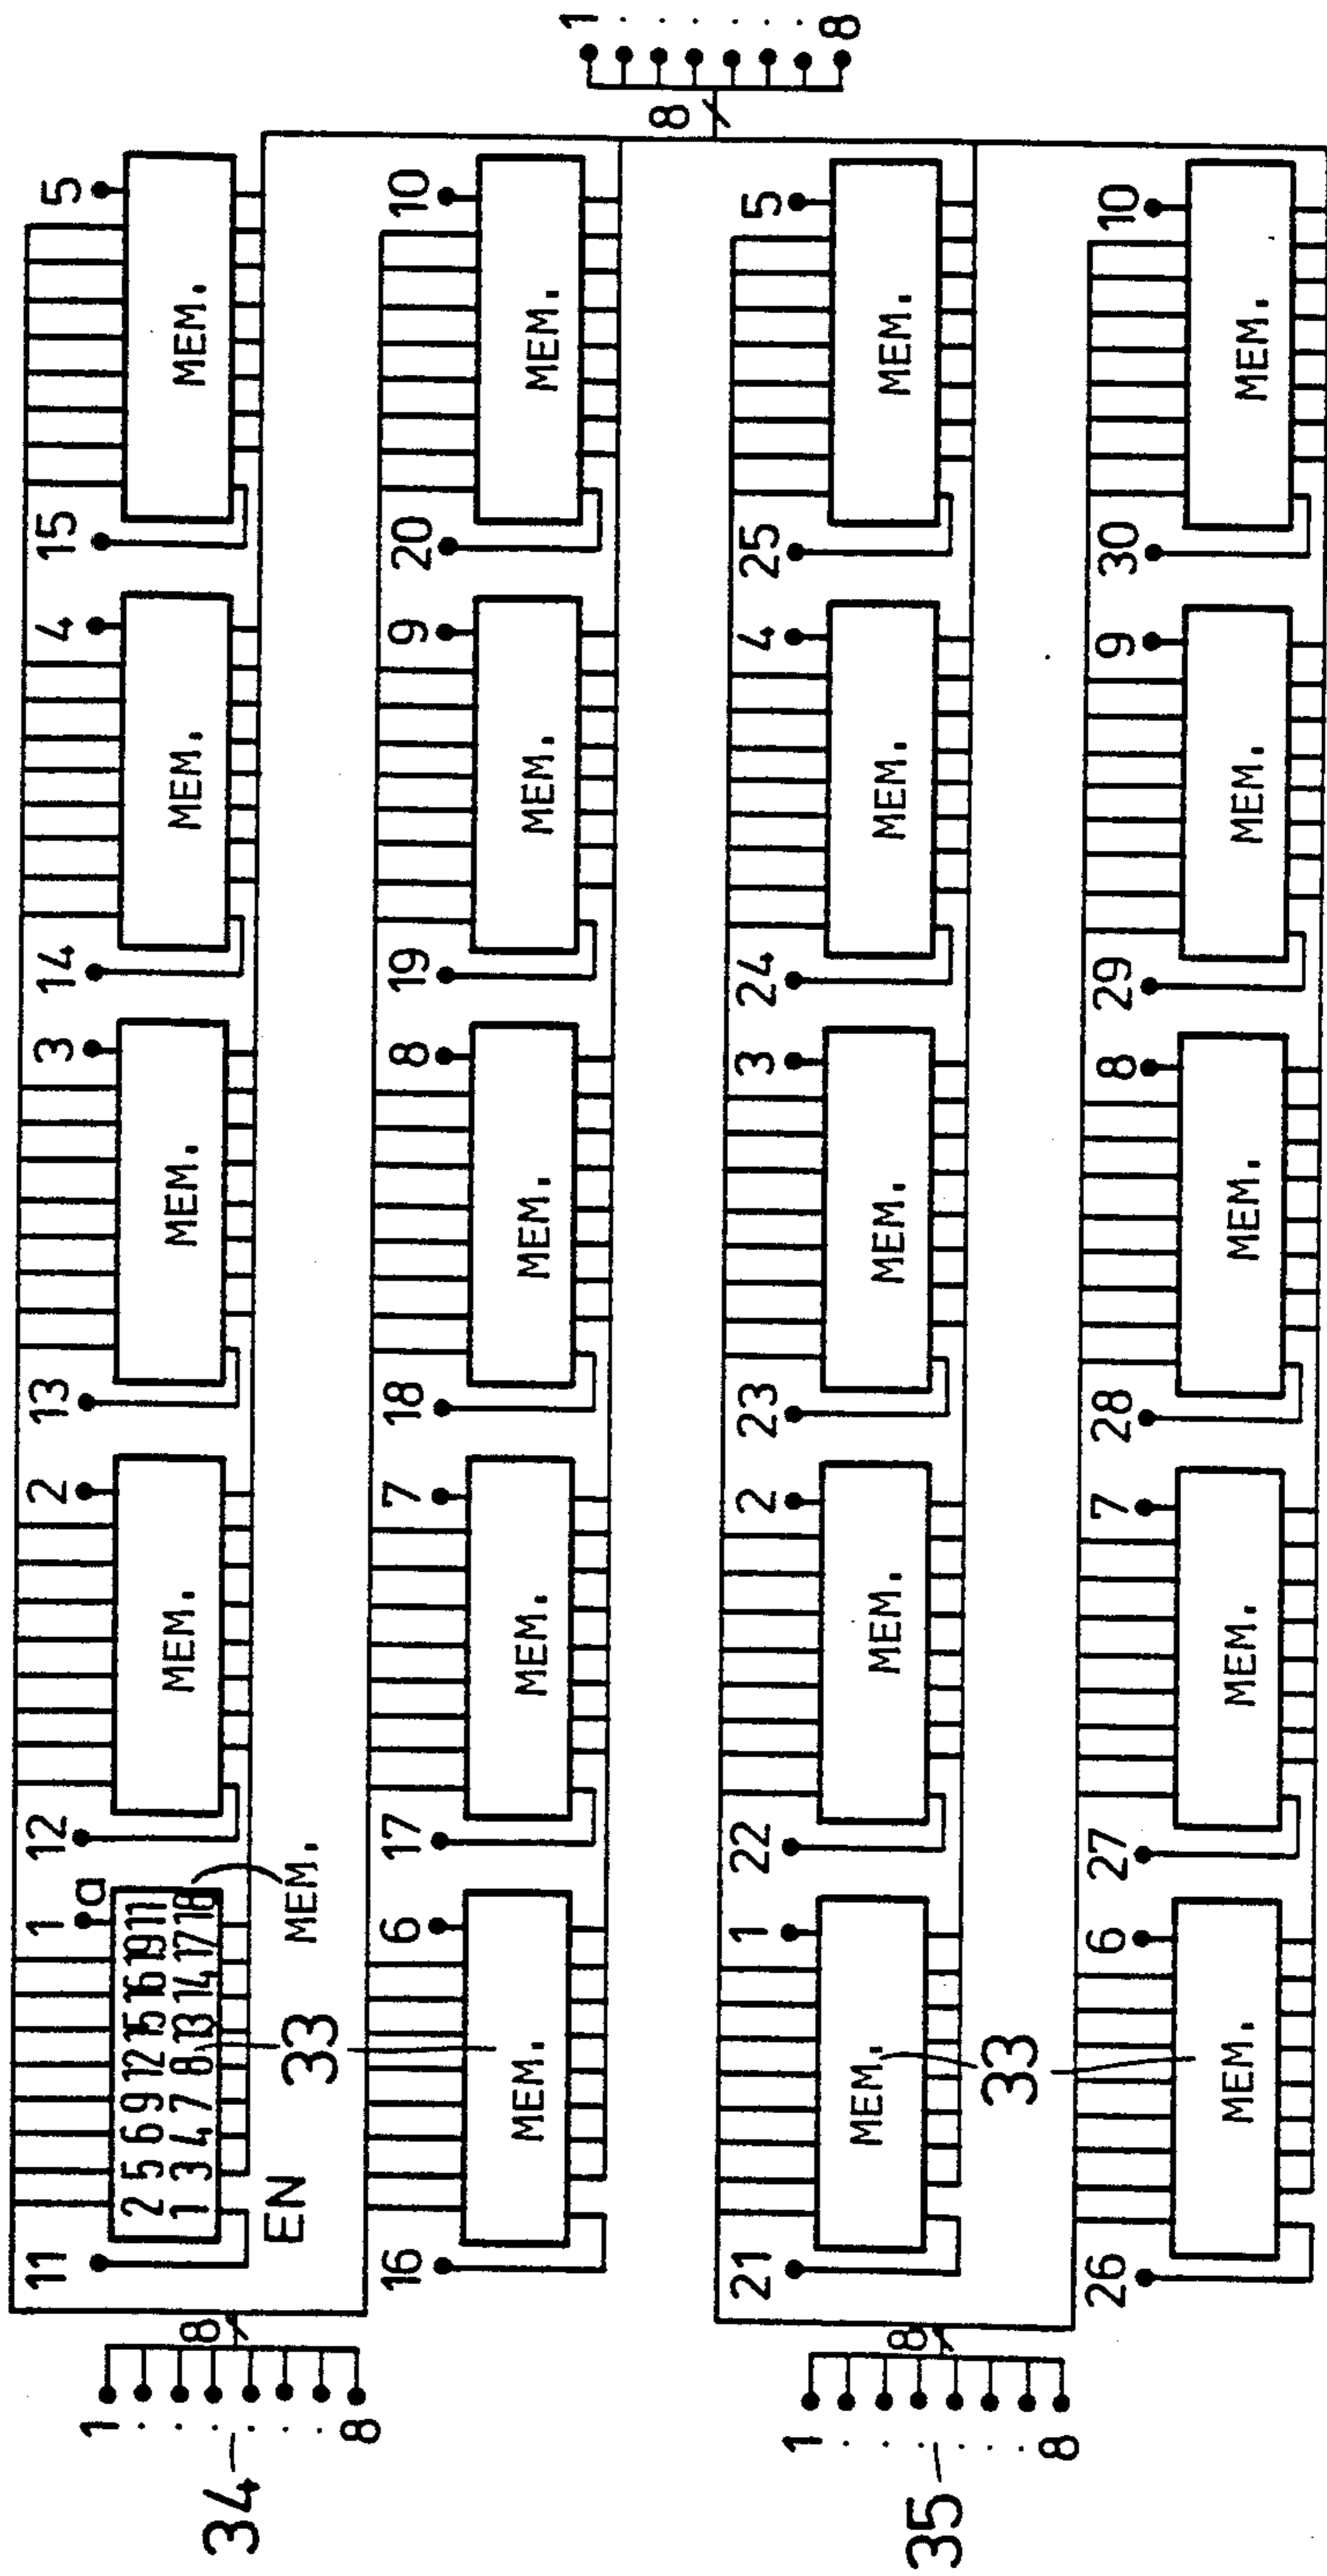 11 1 a 12 2 13 3 14 4 15 5
2 5 6 9 12 15 16 19 11
1 3 4 7 8 13 14 17 18
MEM. MEM. MEM. MEM.
1 . . . . . . 8
8
34
EN MEM.
33
16 6 17 7 18 8 19 9 20 10
MEM. MEM. MEM. MEM. MEM.
8
1 . . . . . . 8
21 1 22 2 23 3 24 4 25 5
MEM. MEM. MEM. MEM. MEM.
1 . . . . . . 8
8
35
33
26 6 27 7 28 8 29 9 30 10
MEM. MEM. MEM. MEM. MEM.